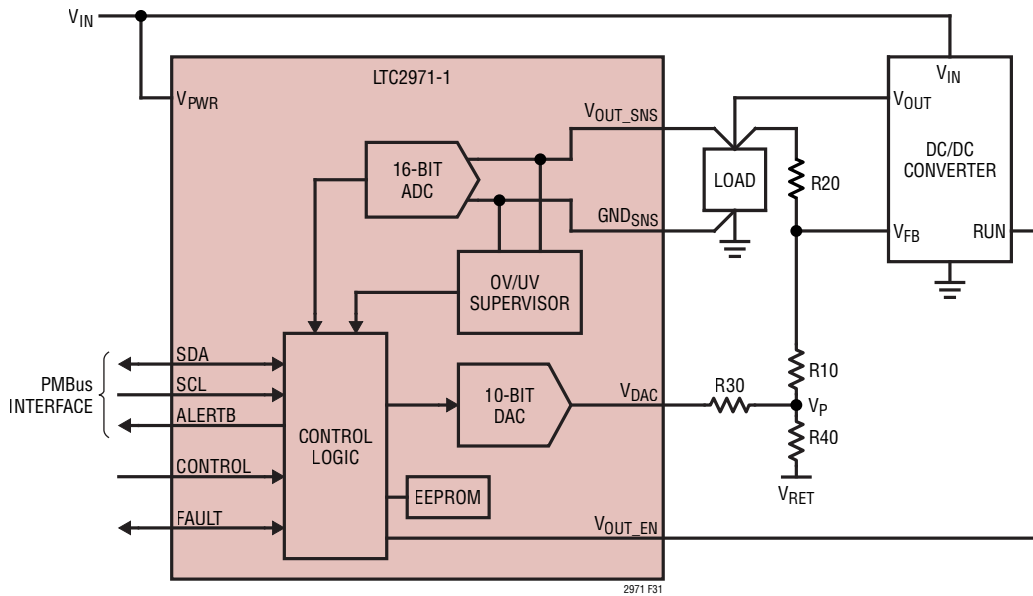 VIN
LTC2971-1
VPWR
VOUT_SNS
16-BIT
ADC
GNDSNS
OV/UV
SUPERVISOR
LOAD
R20
VIN
VOUT
DC/DC
CONVERTER
VFB
RUN
PMBus
INTERFACE
SDA
SCL
ALERTB
CONTROL
FAULT
CONTROL
LOGIC
10-BIT
DAC
VDAC
R30
R10
VP
R40
VRET
EEPROM
VOUT_EN
2971 F31